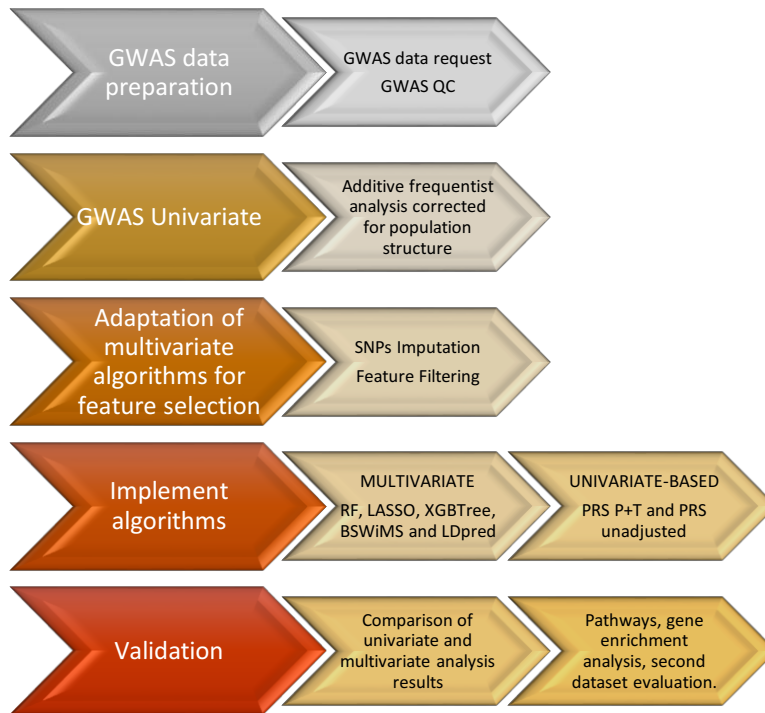 GWAS data
preparation
GWAS data request
GWAS QC
GWAS Univariate
Additive frequentist
analysis corrected
for population
structure
Adaptation of
multivariate
algorithms for
feature selection
SNPs Imputation
Feature Filtering
Implement
algorithms
MULTIVARIATE
RF, LASSO, XGBTree,
BSWiMS and LDpred
UNIVARIATE-BASED
PRS P+T and PRS
unadjusted
Validation
Comparison of
univariate and
multivariate analysis
results
Pathways, gene
enrichment
analysis, second
dataset evaluation.